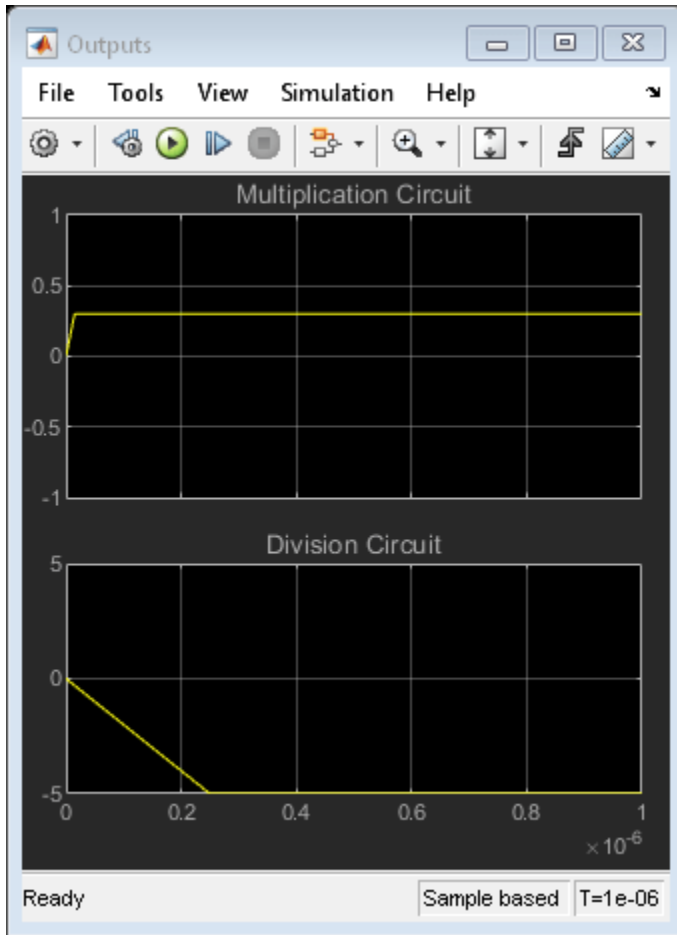 Outputs
File Tools View Simulation Help
Multiplication Circuit
1
0.5
0
-0.5
-1
Division Circuit
5
0
-5
0 0.2 0.4 0.6 0.8 1
×10-6
Ready Sample based T=1e-06